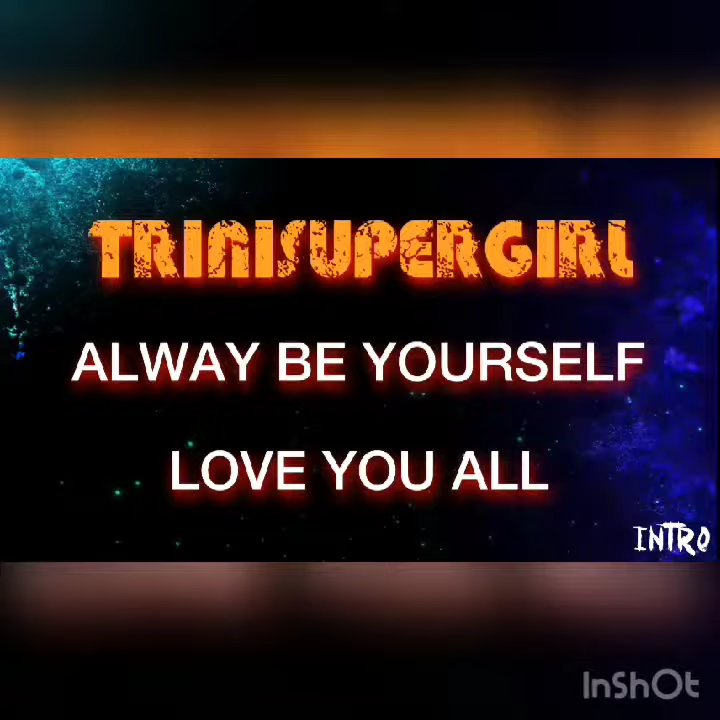 TRINISUPERGIRL
ALWAY BE YOURSELF
LOVE YOU ALL
INTRO
InShOt